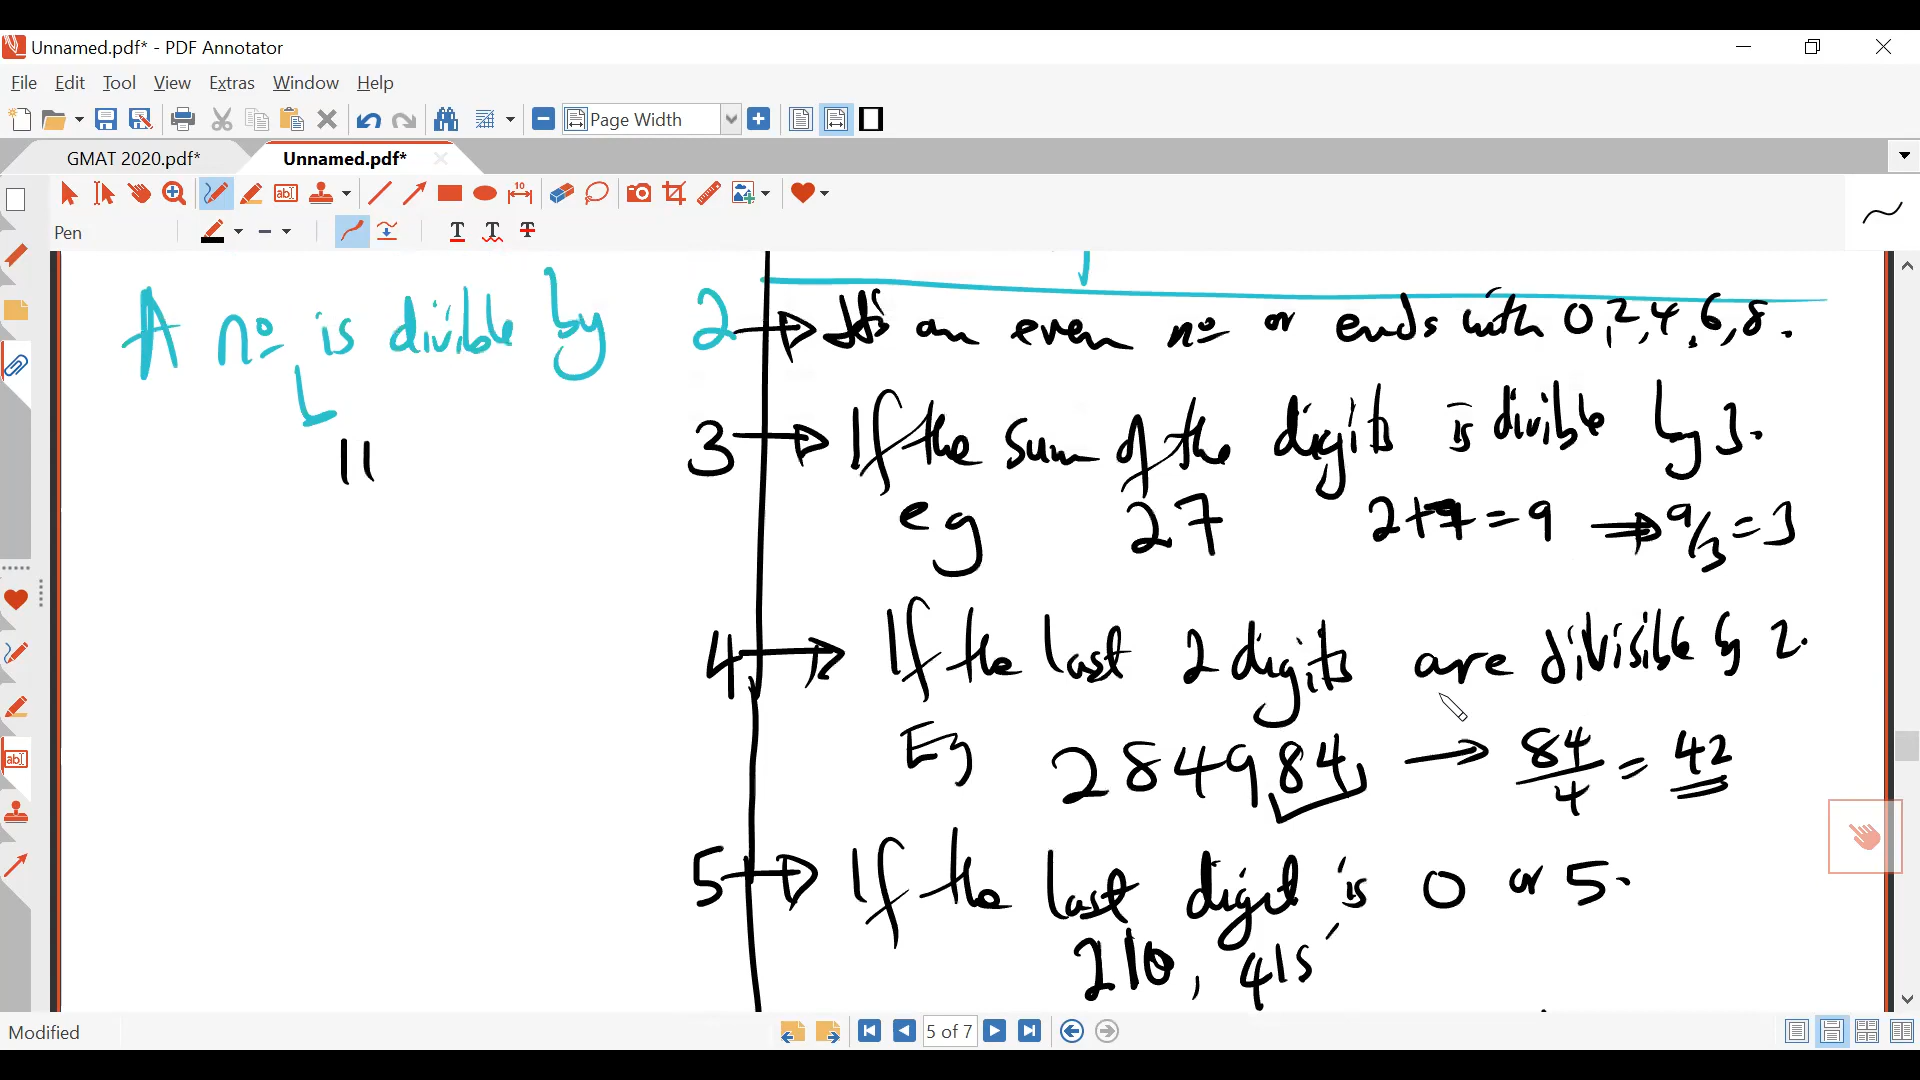 Unnamed.pdf* - PDF Annotator
File Edit Tool View Extras Window Help
Page Width
GMAT 2020.pdf* Unnamed.pdf*
Pen
A nº is divible by 2 → It's an even nº or ends with 0,2,4,6,8.
11
3 → If the sum of the digits is divible by 3.
eg 27 2+7=9 ⇒ 9/3=3
4 → If the last 2 digits are divisible by 2.
Eg 284984 → 84/4 = 42
5 → If the last digit is 0 or 5.
210, 415
Modified 5 of 7